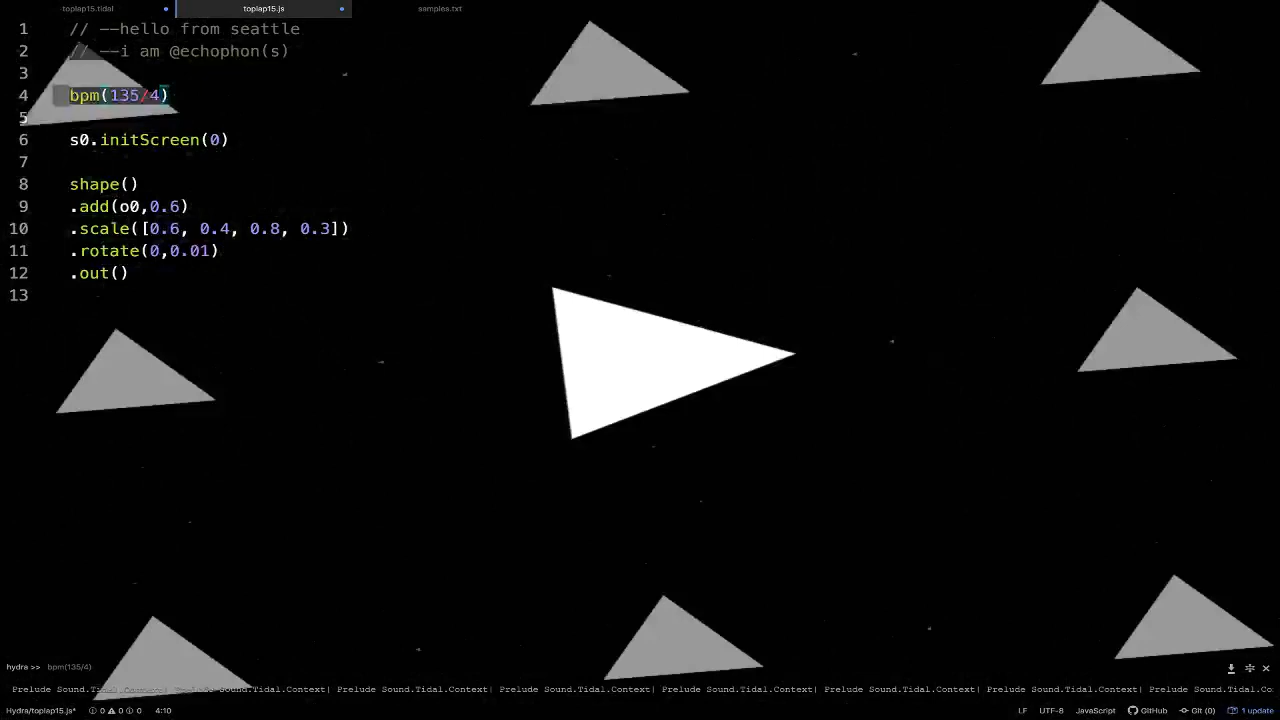 toplap15.tidal toplap15.js samples.txt
1 // --hello from seattle
2 // --i am @echophon(s)
3
4 bpm(135/4)
5
6 s0.initScreen(0)
7
8 shape()
9 .add(o0,0.6)
10 .scale([0.6, 0.4, 0.8, 0.3])
11 .rotate(0,0.01)
12 .out()
13
hydra >> bpm(135/4)
Prelude Sound.Tidal.Context| Prelude Sound.Tidal.Context| Prelude Sound.Tidal.Context| Prelude Sound.Tidal.Context| Prelude Sound.Tidal.Context| Prelude Sound.Tidal.Context| Prelude Sound.Tidal.Context| Prelude Sound.Co
Hydra/toplap15.js* 0 0 0 4:10 LF UTF-8 JavaScript GitHub Git (0) 1 update